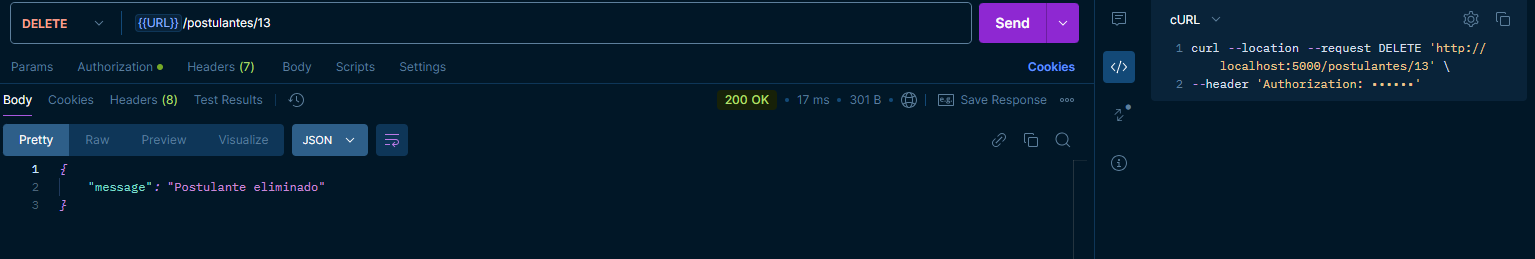 DELETE {{URL}}/postulantes/13 Send
Params Authorization Headers (7) Body Scripts Settings Cookies
Body Cookies Headers (8) Test Results 200 OK • 17 ms • 301 B • e.g. Save Response
Pretty Raw Preview Visualize JSON
1 {
2 "message": "Postulante eliminado"
3 }
cURL
1 curl --location --request DELETE 'http://
localhost:5000/postulantes/13' \
2 --header 'Authorization: ••••••'